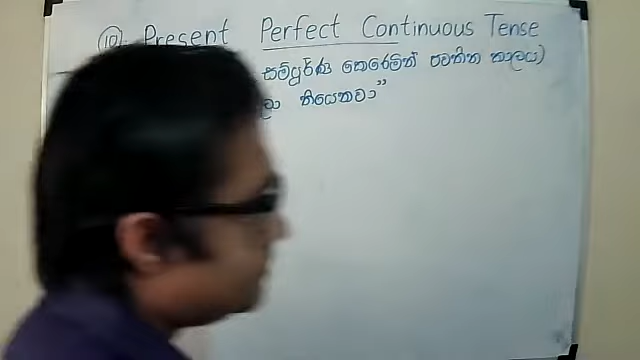 ⑩ Present Perfect Continuous Tense
සම්පූර්ණ කෙරෙමින් පවතින කාලය)
තියෙනවා"